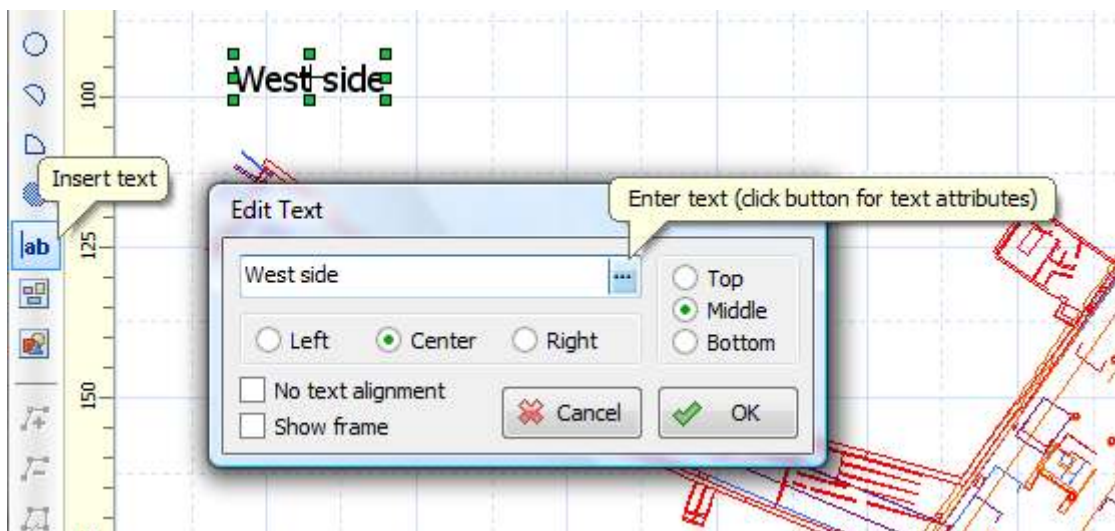 West side
100
Insert text
Edit Text
Enter text (click button for text attributes)
ab
125
West side
...
Top
Middle
Bottom
Left
Center
Right
150
No text alignment
Show frame
Cancel
OK